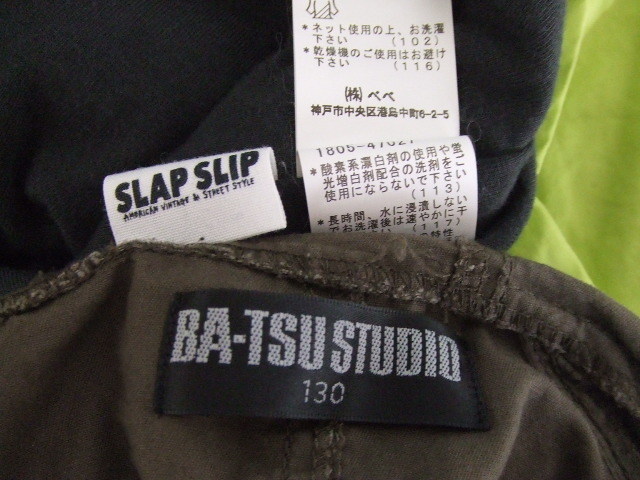 *ネット使用の上、お洗濯
下さい (102)
*乾燥機のご使用はお避け
下さい (116)
(株)べべ
神戸市中央区港島中町6-2-5
SLAP SLIP
AMERICAN VINTAGE & STREET STYLE
*酸素系漂白剤の使用や蛍
光増白剤配合の洗剤をご
使用にならないで下さい
(113)
*長時間、水に浸漬しない
BA-TSU STUDIO
130